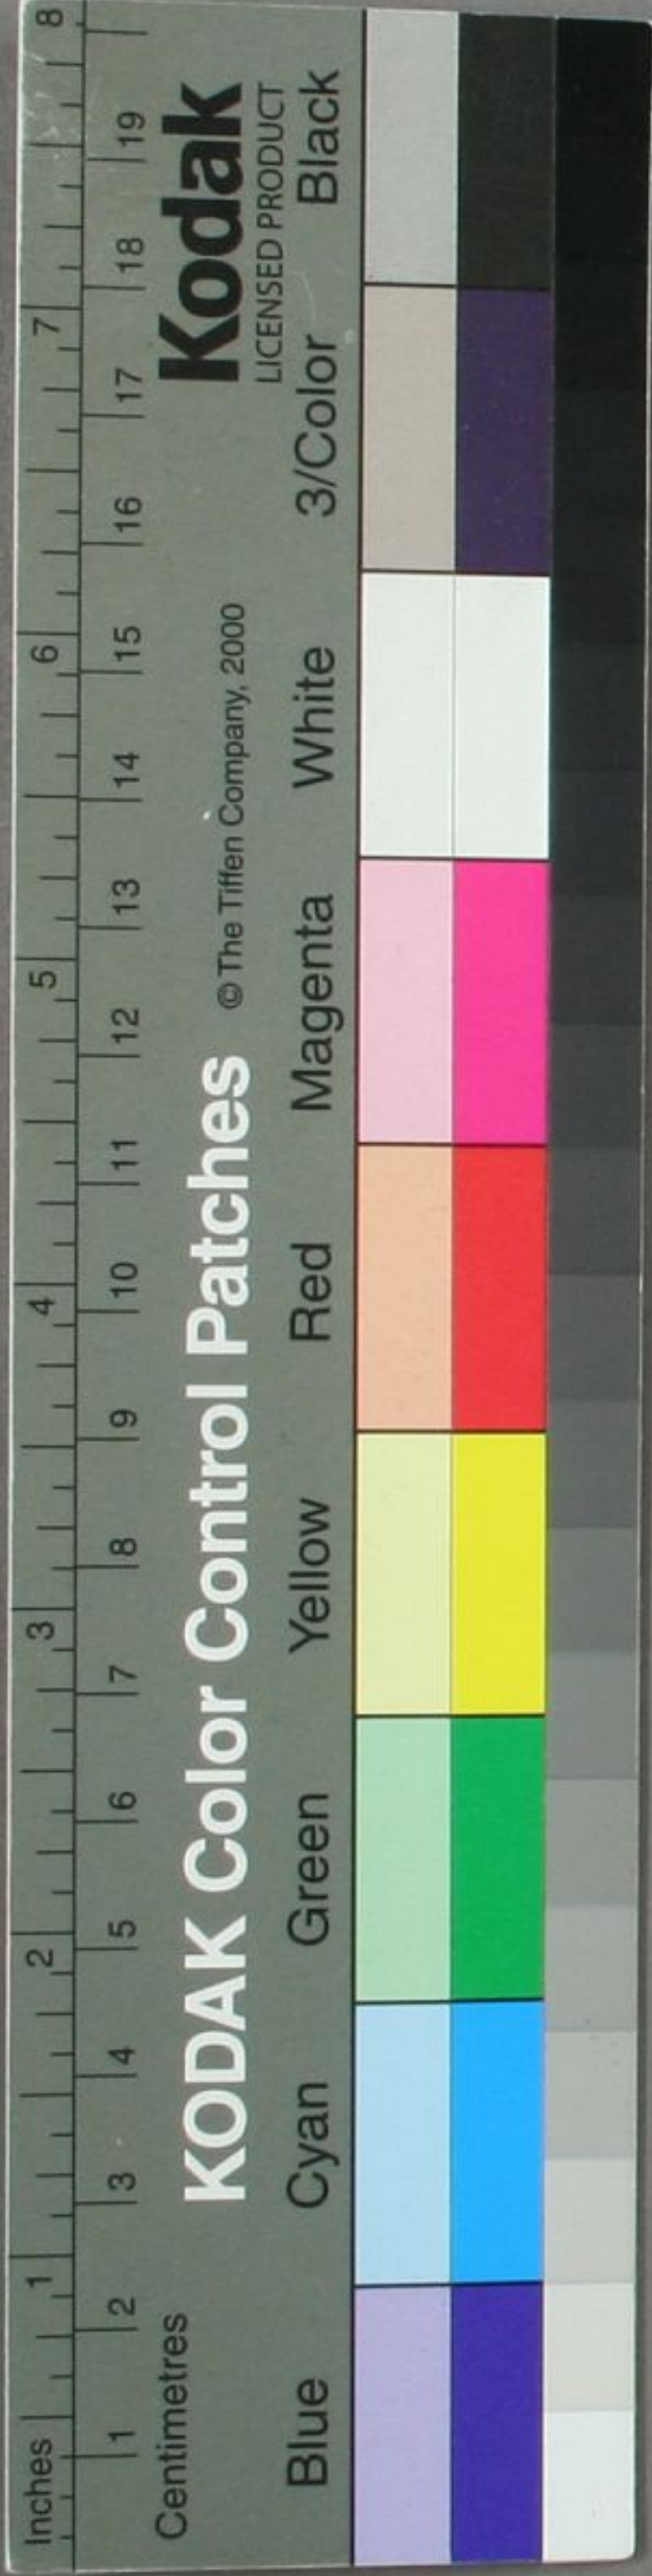 Inches 1 2 3 4 5 6 7 8
1 2 3 4 5 6 7 8 9 10 11 12 13 14 15 16 17 18 19
Centimetres
KODAK Color Control Patches © The Tiffen Company, 2000 Kodak
LICENSED PRODUCT
Blue Cyan Green Yellow Red Magenta White 3/Color Black